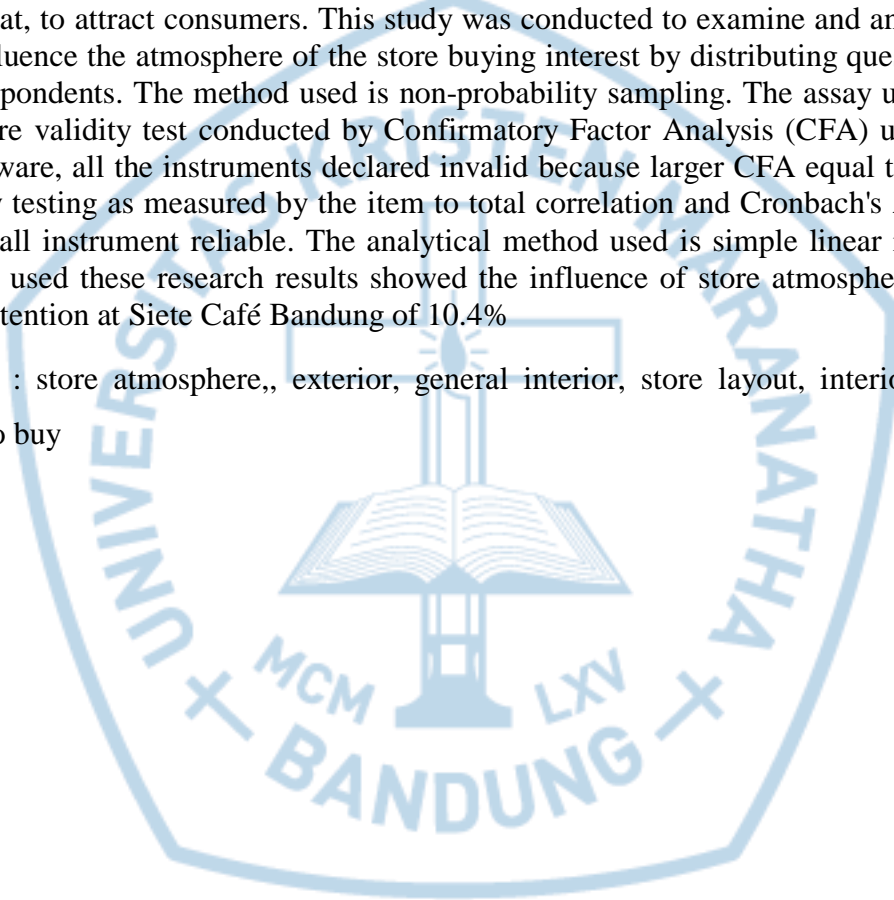 at, to attract consumers. This study was conducted to examine and an
luence the atmosphere of the store buying interest by distributing que
pondents. The method used is non-probability sampling. The assay u
re validity test conducted by Confirmatory Factor Analysis (CFA) u
ware, all the instruments declared invalid because larger CFA equal t
y testing as measured by the item to total correlation and Cronbach's
all instrument reliable. The analytical method used is simple linear
used these research results showed the influence of store atmosphe
tention at Siete Café Bandung of 10.4%
: store atmosphere,, exterior, general interior, store layout, interio
o buy
UNIVERSITAS KRISTEN MARANATHA
MCM LXV
BANDUNG